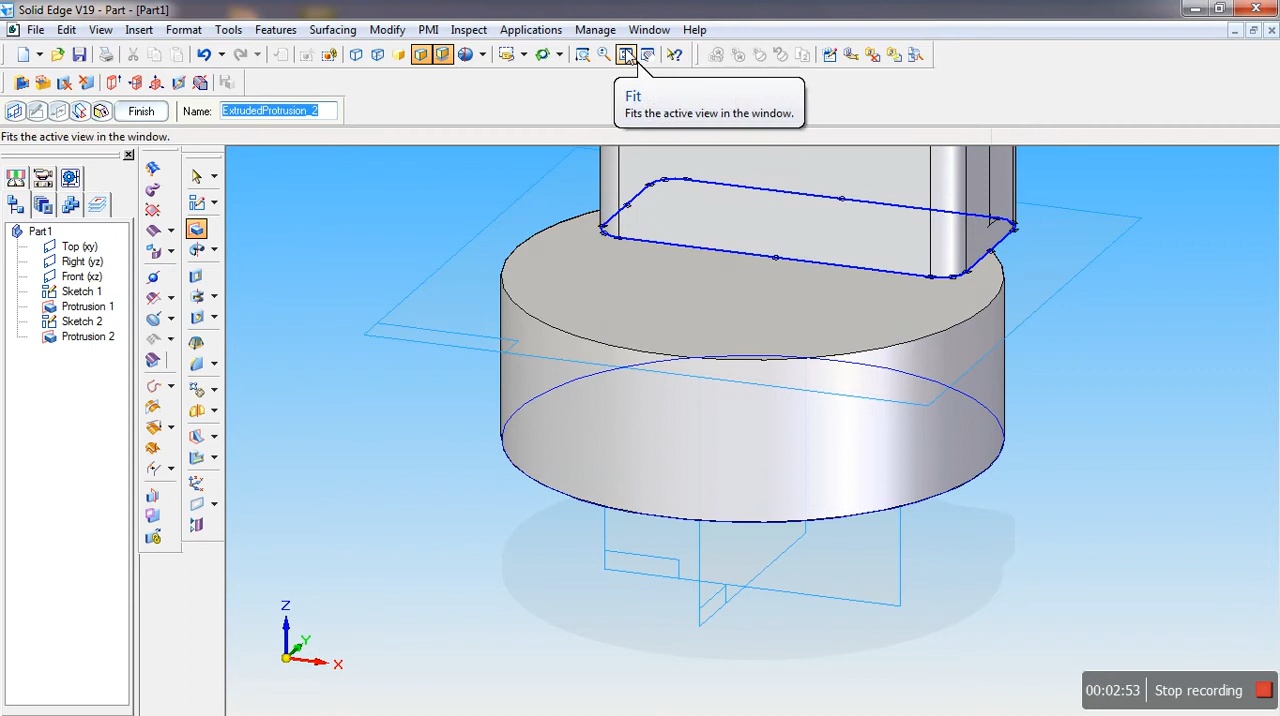 Solid Edge V19 - Part - [Part1]
File Edit View Insert Format Tools Features Surfacing Modify PMI Inspect Applications Manage Window Help
Finish Name: ExtrudedProtrusion_2
Fit
Fits the active view in the window.
Fits the active view in the window.
Part1
Top (xy)
Right (yz)
Front (xz)
Sketch 1
Protrusion 1
Sketch 2
Protrusion 2
Z
Y
X
00:02:53 Stop recording